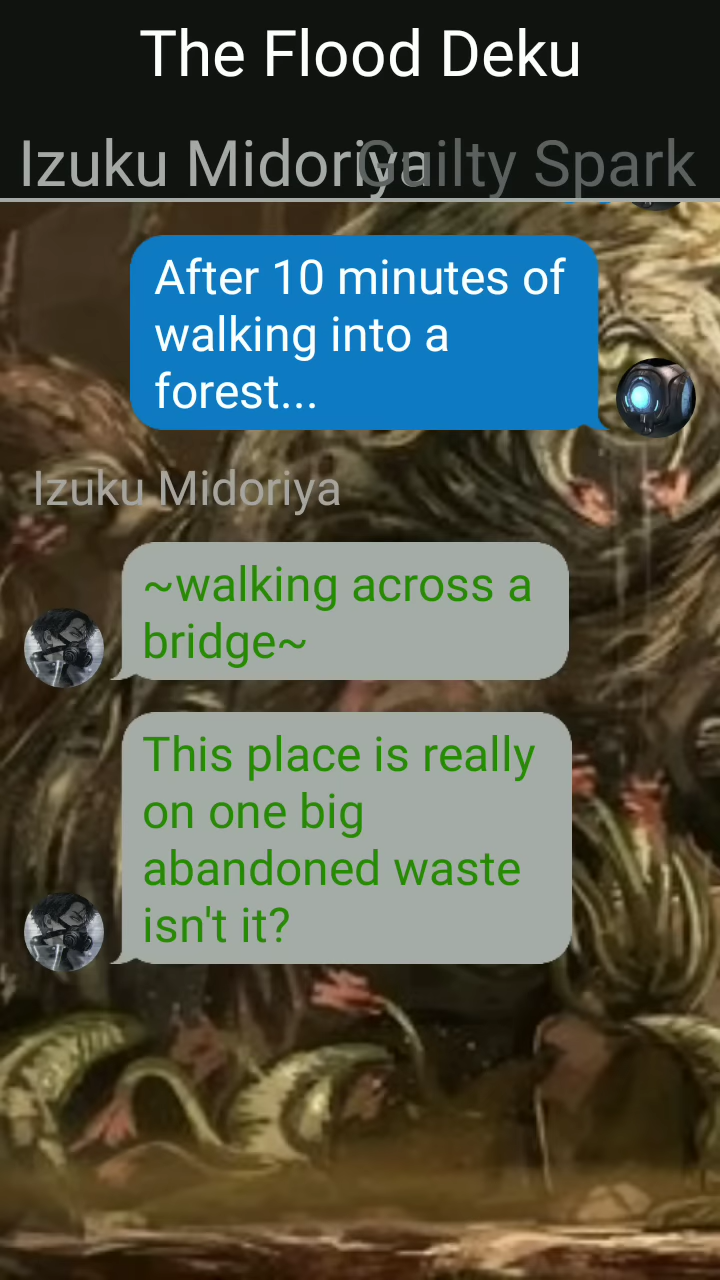 The Flood Deku
Izuku Midoriya Guilty Spark
After 10 minutes of
walking into a
forest...
Izuku Midoriya
~walking across a
bridge~
This place is really
on one big
abandoned waste
isn't it?